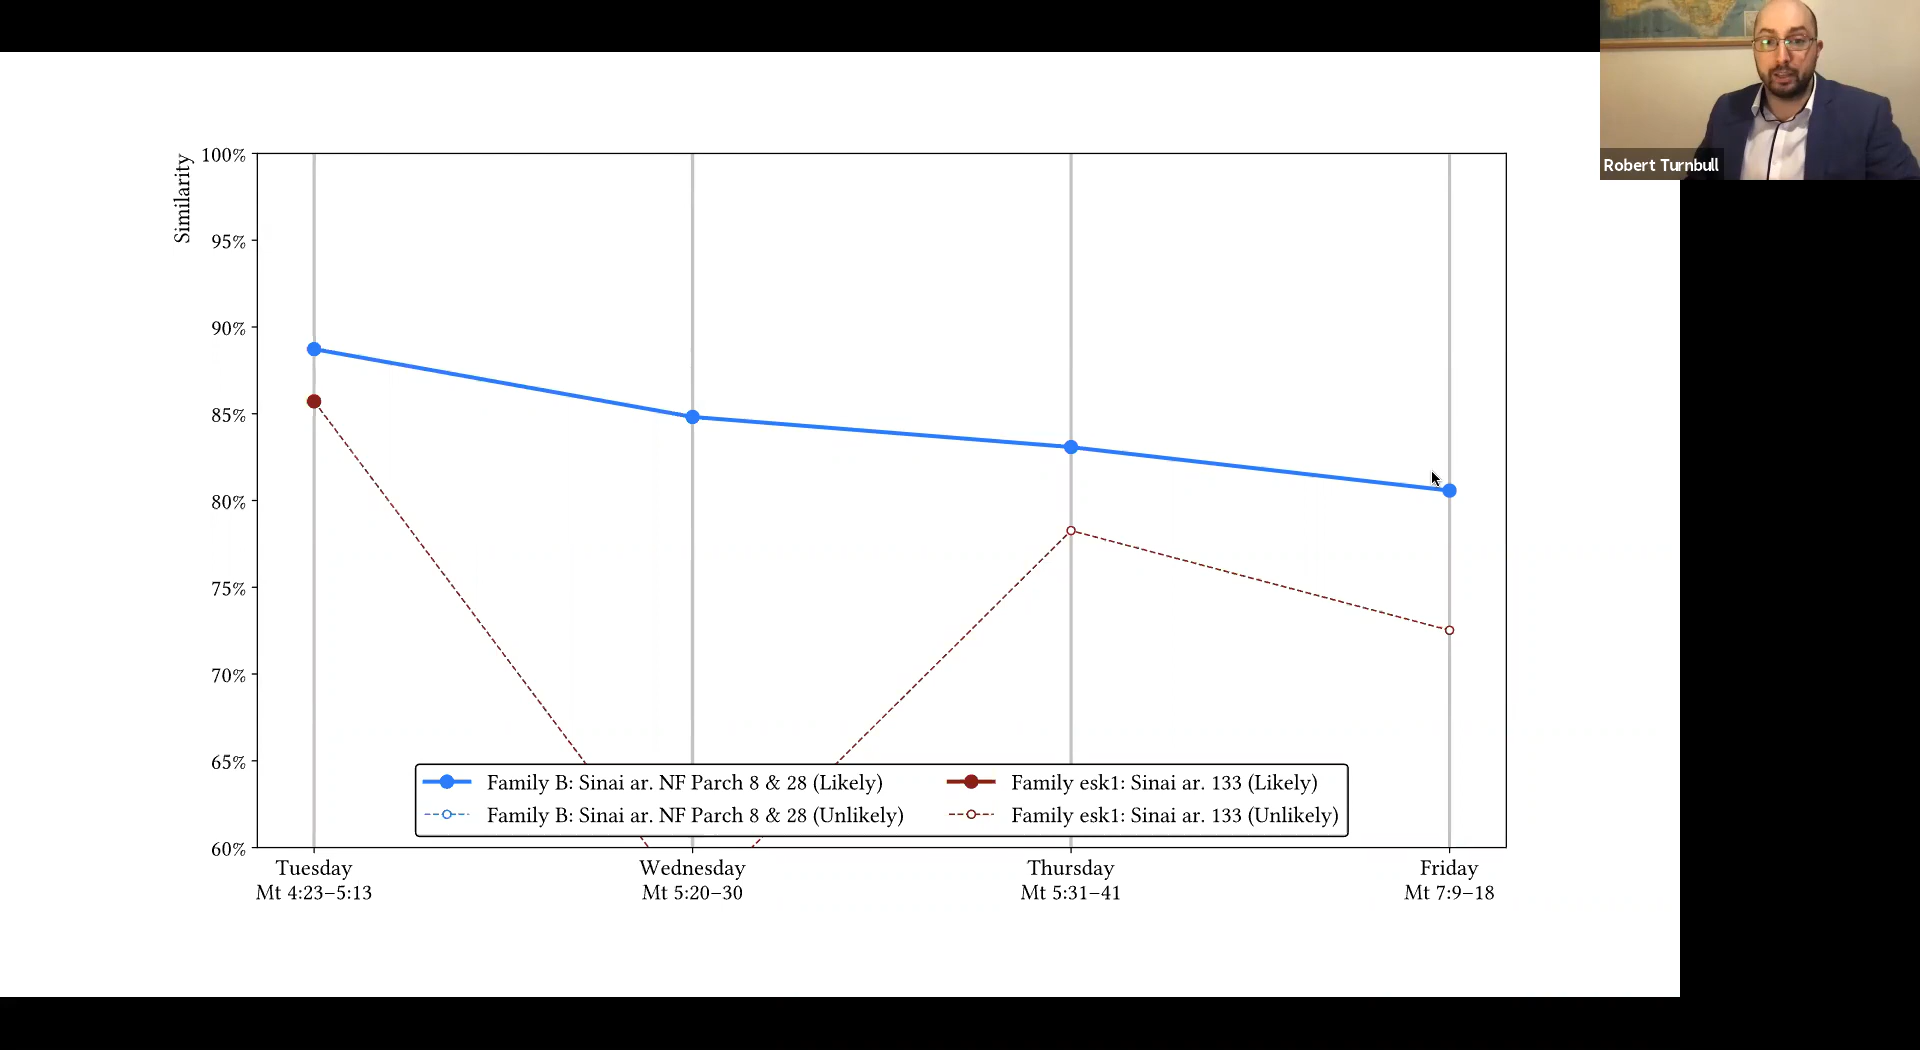 Robert Turnbull
Similarity
100%
95%
90%
85%
80%
75%
70%
65%
60%
Family B: Sinai ar. NF Parch 8 & 28 (Likely)
Family B: Sinai ar. NF Parch 8 & 28 (Unlikely)
Family esk1: Sinai ar. 133 (Likely)
Family esk1: Sinai ar. 133 (Unlikely)
Tuesday
Mt 4:23–5:13
Wednesday
Mt 5:20–30
Thursday
Mt 5:31–41
Friday
Mt 7:9–18